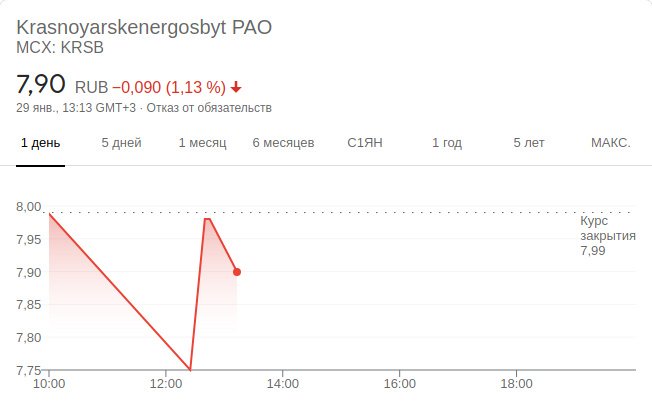 Krasnoyarskenergosbyt PAO
MCX: KRSB
7,90 RUB −0,090 (1,13 %)
29 янв., 13:13 GMT+3 · Отказ от обязательств
1 день 5 дней 1 месяц 6 месяцев С1ЯН 1 год 5 лет МАКС.
8,00
Курс
закрытия
7,99
7,95
7,90
7,85
7,80
7,75
10:00 12:00 14:00 16:00 18:00